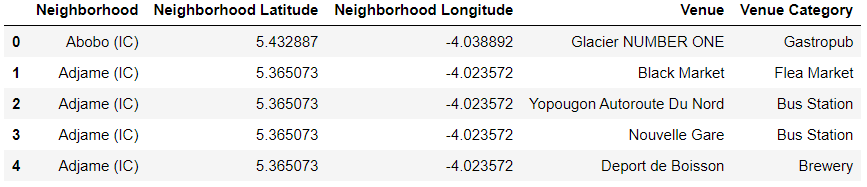 Neighborhood Neighborhood Latitude Neighborhood Longitude Venue Venue Category
0 Abobo (IC) 5.432887 -4.038892 Glacier NUMBER ONE Gastropub
1 Adjame (IC) 5.365073 -4.023572 Black Market Flea Market
2 Adjame (IC) 5.365073 -4.023572 Yopougon Autoroute Du Nord Bus Station
3 Adjame (IC) 5.365073 -4.023572 Nouvelle Gare Bus Station
4 Adjame (IC) 5.365073 -4.023572 Deport de Boisson Brewery